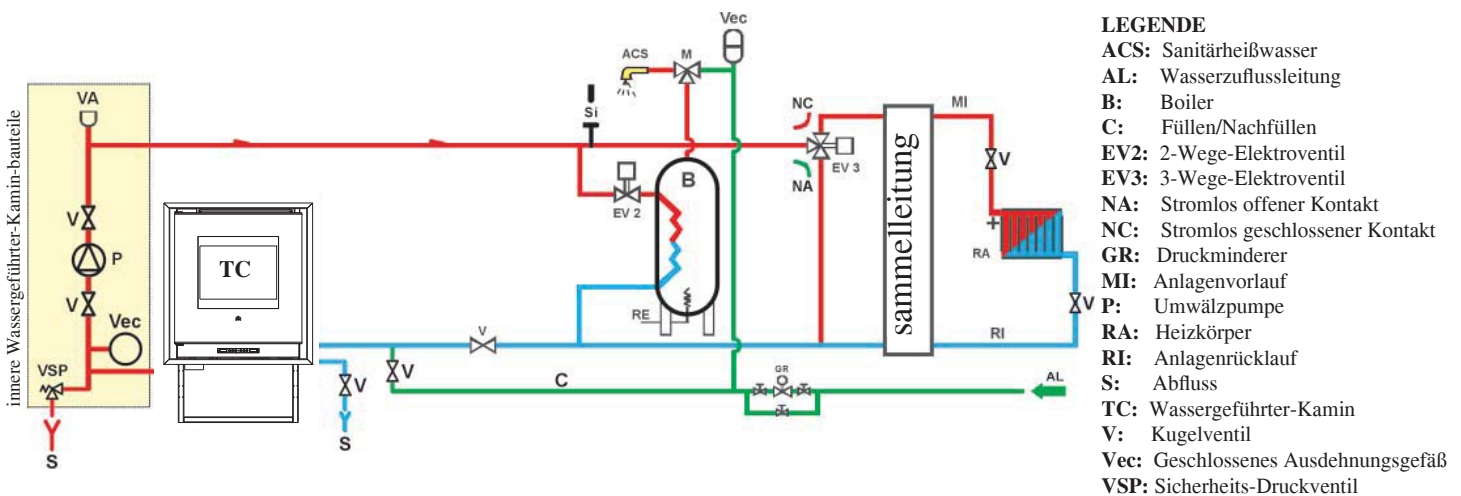 innere Wassergeführter-Kamin-bauteile
VA
V
P
V
Vec
VSP
S
TC
V
S
V
V
C
Si
ACS
M
Vec
EV 2
B
RE
NC
NA
EV 3
sammelleitung
MI
V
RA
+
V
RI
GR
AL
LEGENDE
ACS: Sanitärheißwasser
AL: Wasserzuflussleitung
B: Boiler
C: Füllen/Nachfüllen
EV2: 2-Wege-Elektroventil
EV3: 3-Wege-Elektroventil
NA: Stromlos offener Kontakt
NC: Stromlos geschlossener Kontakt
GR: Druckminderer
MI: Anlagenvorlauf
P: Umwälzpumpe
RA: Heizkörper
RI: Anlagenrücklauf
S: Abfluss
TC: Wassergeführter-Kamin
V: Kugelventil
Vec: Geschlossenes Ausdehnungsgefäß
VSP: Sicherheits-Druckventil